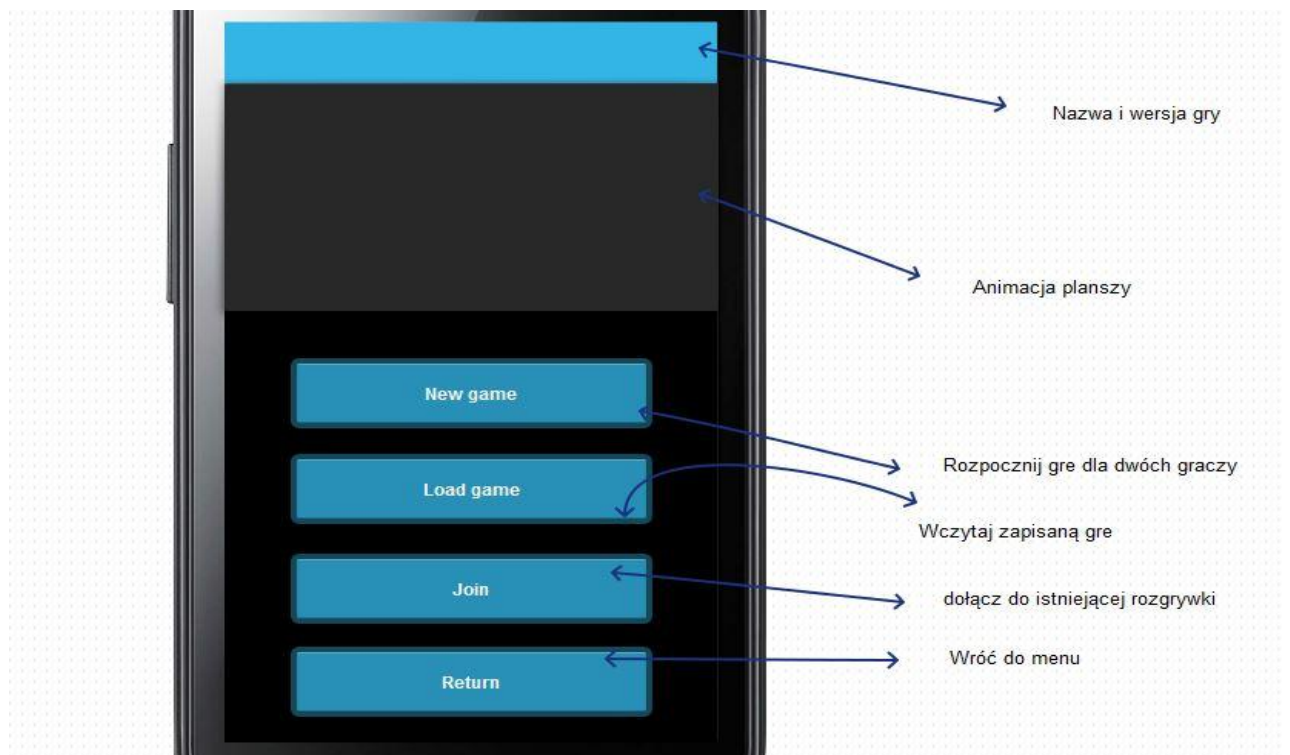 Nazwa i wersja gry
Animacja planszy
New game
Rozpocznij gre dla dwóch graczy
Load game
Wczytaj zapisaną gre
Join
dołącz do istniejącej rozgrywki
Wróć do menu
Return